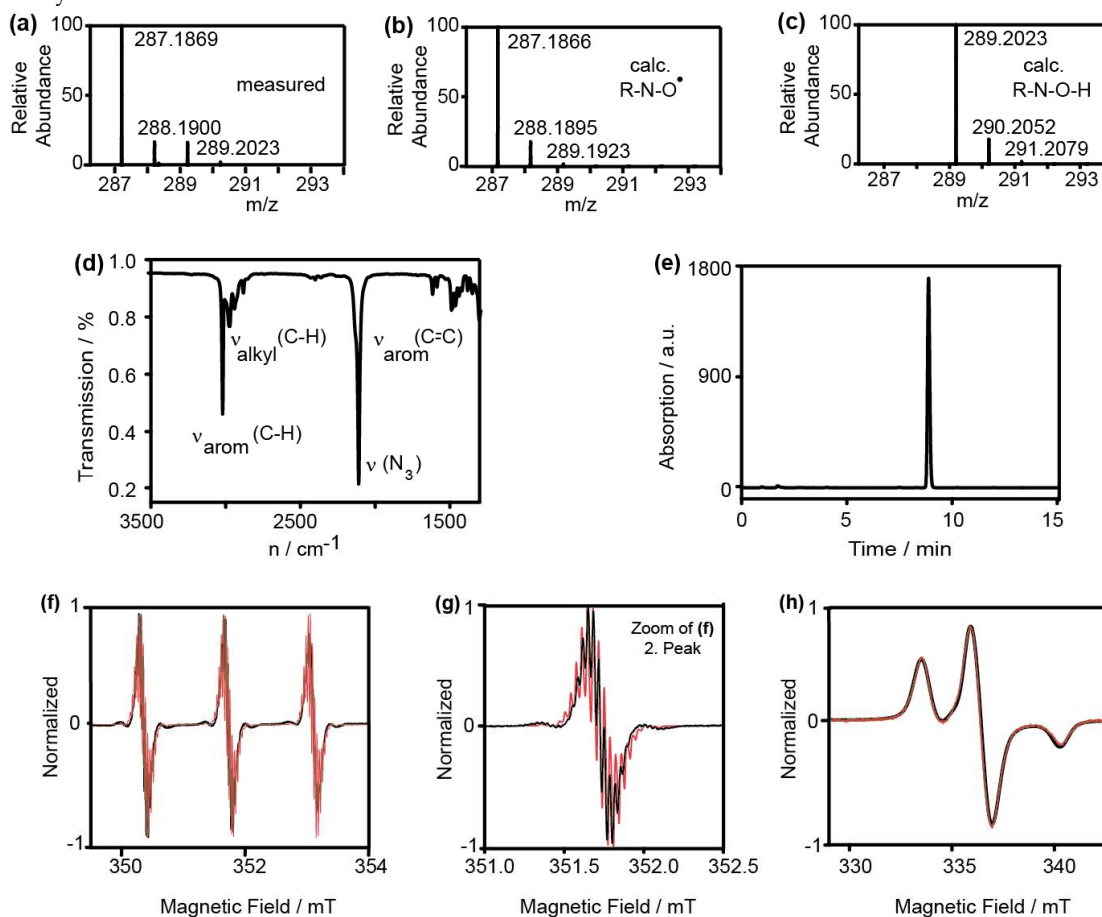 (a)
100
50
0
Relative
Abundance
287.1869
measured
288.1900
289.2023
287
289
291
293
m/z
(b)
100
50
0
Relative
Abundance
287.1866
calc.
R-N-O•
288.1895
289.1923
287
289
291
293
m/z
(c)
100
50
0
Relative
Abundance
289.2023
calc.
R-N-O-H
290.2052
291.2079
287
289
291
293
m/z
(d)
1.0
0.8
0.6
0.4
0.2
Transmission / %
ν alkyl (C-H)
ν arom (C=C)
ν arom (C-H)
ν (N3)
3500
2500
1500
n / cm-1
(e)
1800
900
0
Absorption / a.u.
0
5
10
15
Time / min
(f)
1
0
-1
Normalized
350
352
354
Magnetic Field / mT
(g)
1
0
-1
Normalized
Zoom of (f)
2. Peak
351.0
351.5
352.0
352.5
Magnetic Field / mT
(h)
1
0
-1
Normalized
330
335
340
Magnetic Field / mT